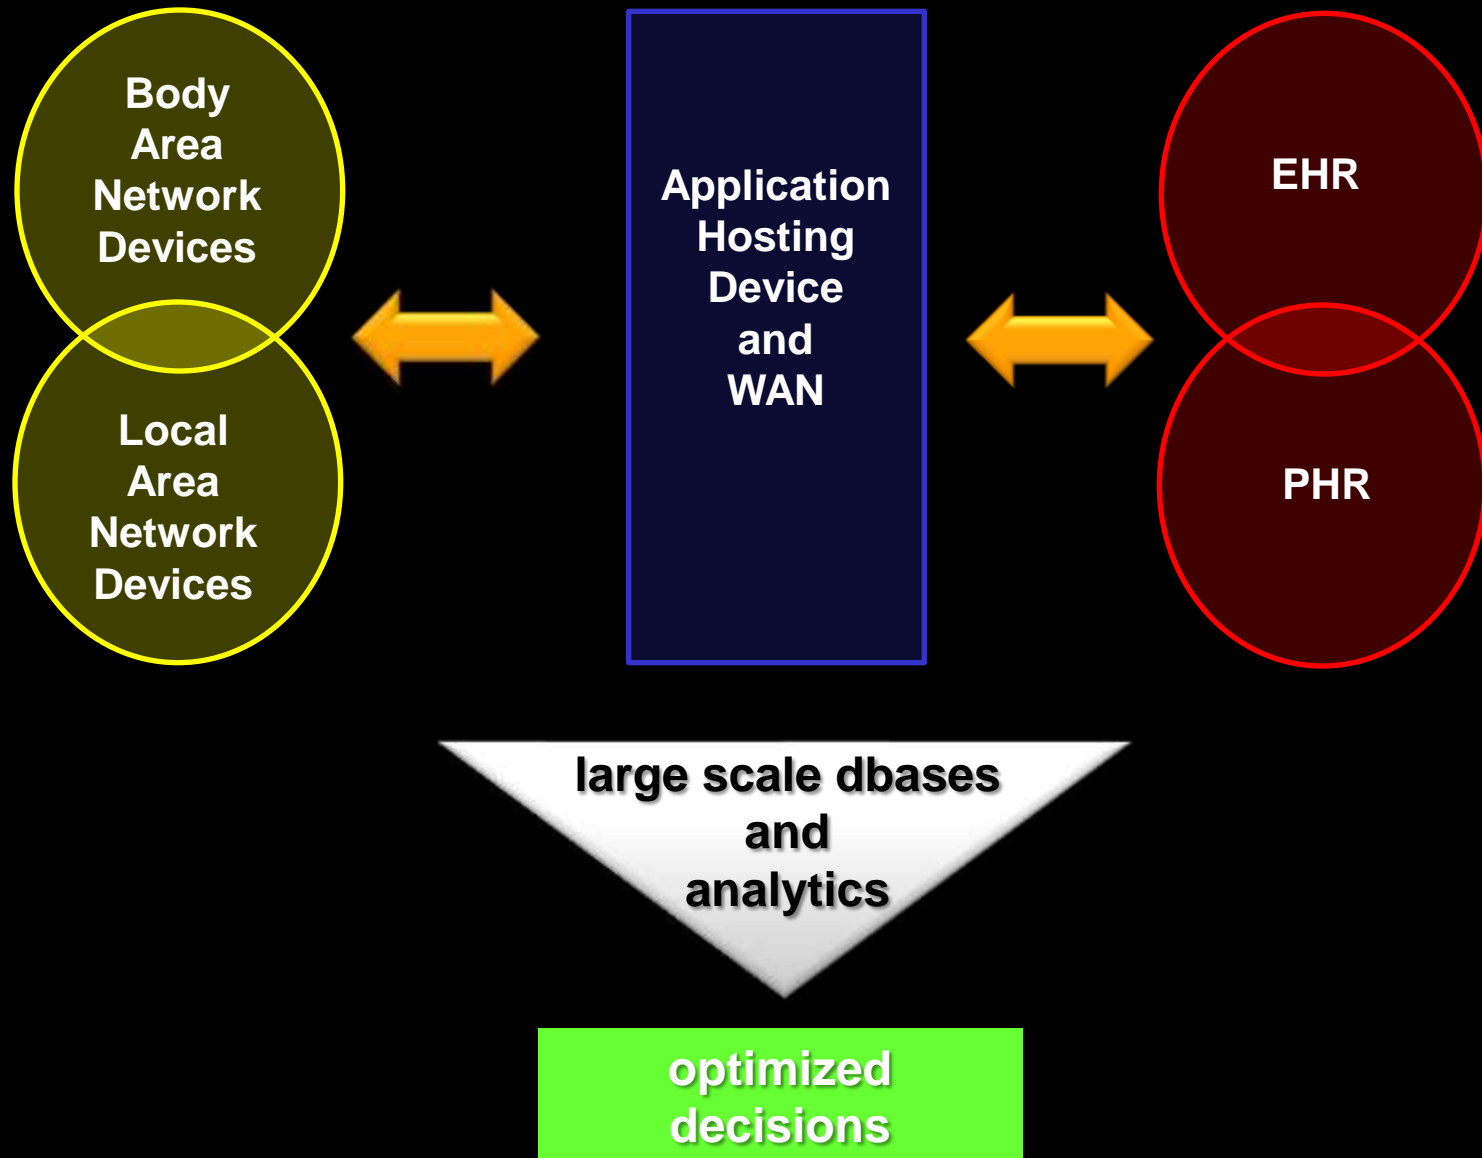 Body
Area
Network
Devices
Local
Area
Network
Devices
Application
Hosting
Device
and
WAN
EHR
PHR
large scale dbases
and
analytics
optimized
decisions